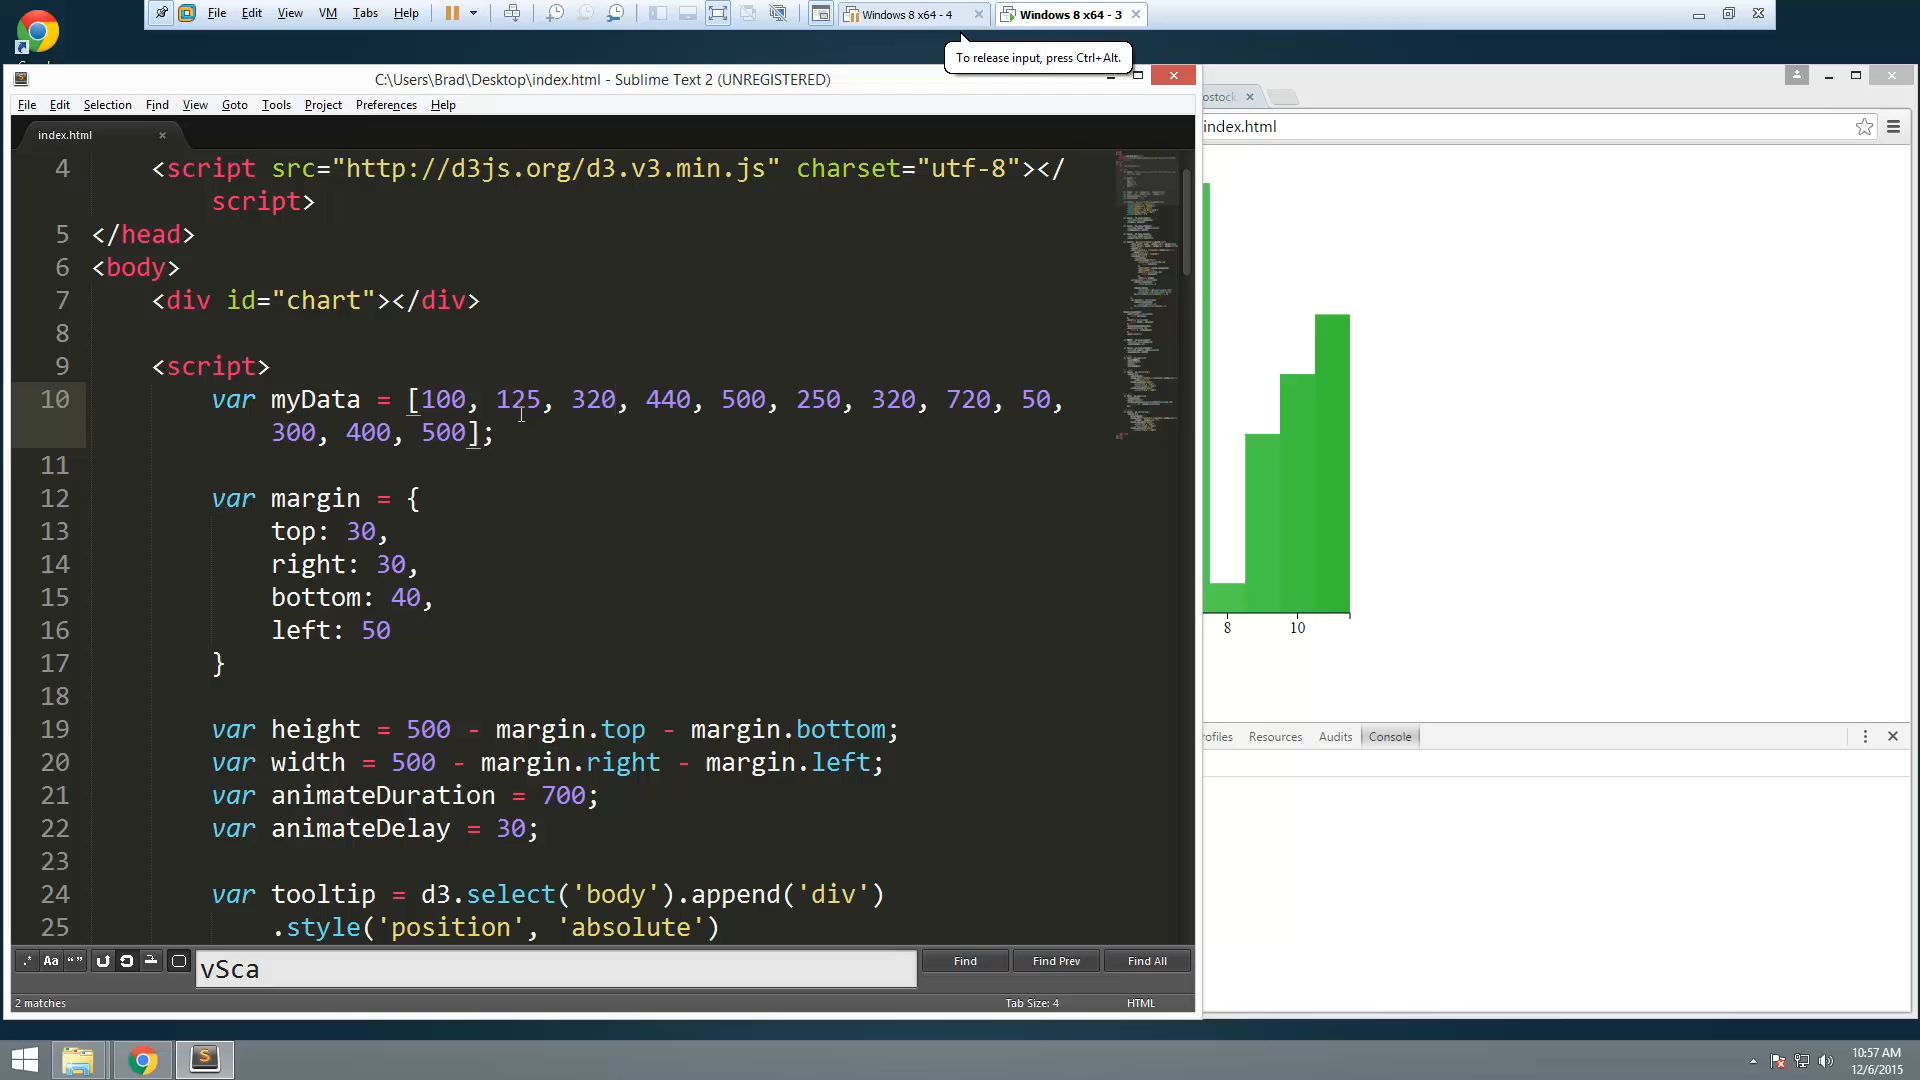 File Edit View VM Tabs Help
Windows 8 x64 - 4
Windows 8 x64 - 3
To release input, press Ctrl+Alt.
C:\Users\Brad\Desktop\index.html - Sublime Text 2 (UNREGISTERED)
File Edit Selection Find View Goto Tools Project Preferences Help
ostock
index.html
index.html
4 <script src="http://d3js.org/d3.v3.min.js" charset="utf-8"></
script>
5 </head>
6 <body>
7 <div id="chart"></div>
8
9 <script>
10 var myData = [100, 125, 320, 440, 500, 250, 320, 720, 50,
300, 400, 500];
11
12 var margin = {
13 top: 30,
14 right: 30,
15 bottom: 40,
16 left: 50
17 }
18
19 var height = 500 - margin.top - margin.bottom;
20 var width = 500 - margin.right - margin.left;
21 var animateDuration = 700;
22 var animateDelay = 30;
23
24 var tooltip = d3.select('body').append('div')
25 .style('position', 'absolute')
8 10
rofiles Resources Audits Console
.* Aa “” vSca Find Find Prev Find All
2 matches Tab Size: 4 HTML
10:57 AM
12/6/2015